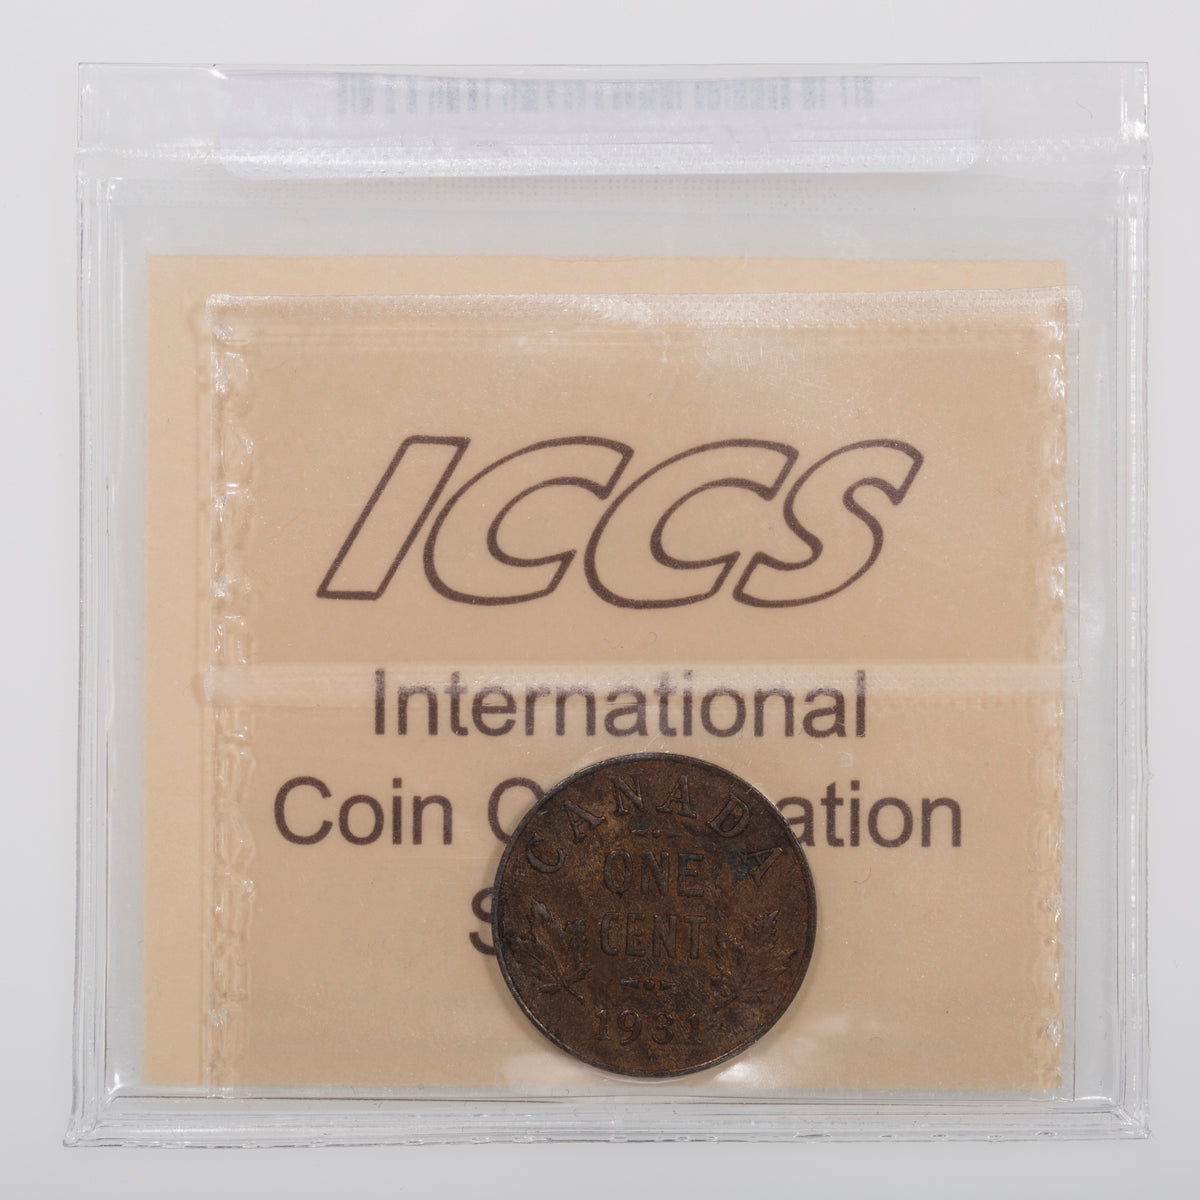 ICCS
International
Coin C ation
S
CANADA
ONE
CENT
1931